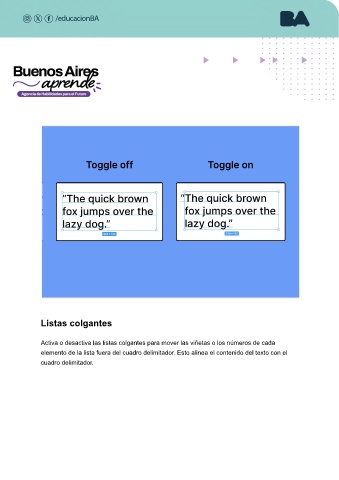 /educacionBA
BA
Buenos Aires
aprende
Agencia de Habilidades para el Futuro
Toggle off
Toggle on
“The quick brown
fox jumps over the
lazy dog.”
“The quick brown
fox jumps over the
lazy dog.”
Listas colgantes
Activa o desactiva las listas colgantes para mover las viñetas o los números de cada
elemento de la lista fuera del cuadro delimitador. Esto alinea el contenido del texto con el
cuadro delimitador.